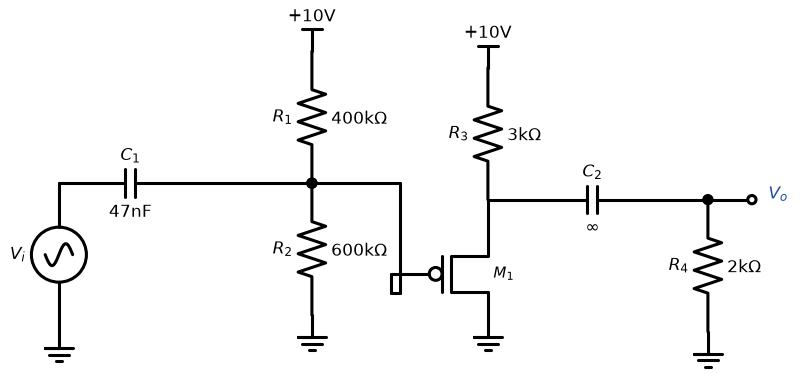 +10V
+10V
R1 400kΩ
R3 3kΩ
C1
47nF
C2
∞
Vo
Vi
R2 600kΩ
M1
R4 2kΩ